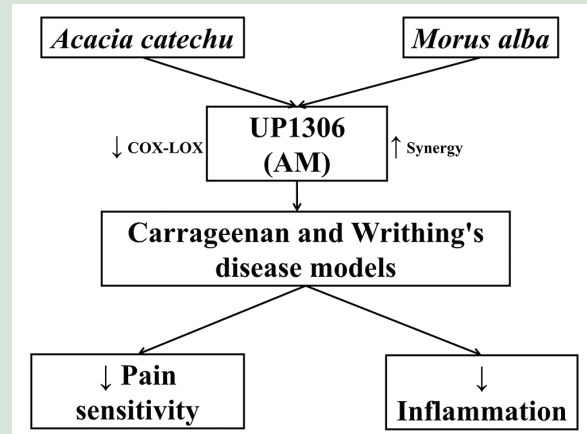 Acacia catechu
Morus alba
UP1306
(AM)
↓ COX-LOX
↑ Synergy
Carrageenan and Writhing's
disease models
↓ Pain
sensitivity
↓
Inflammation